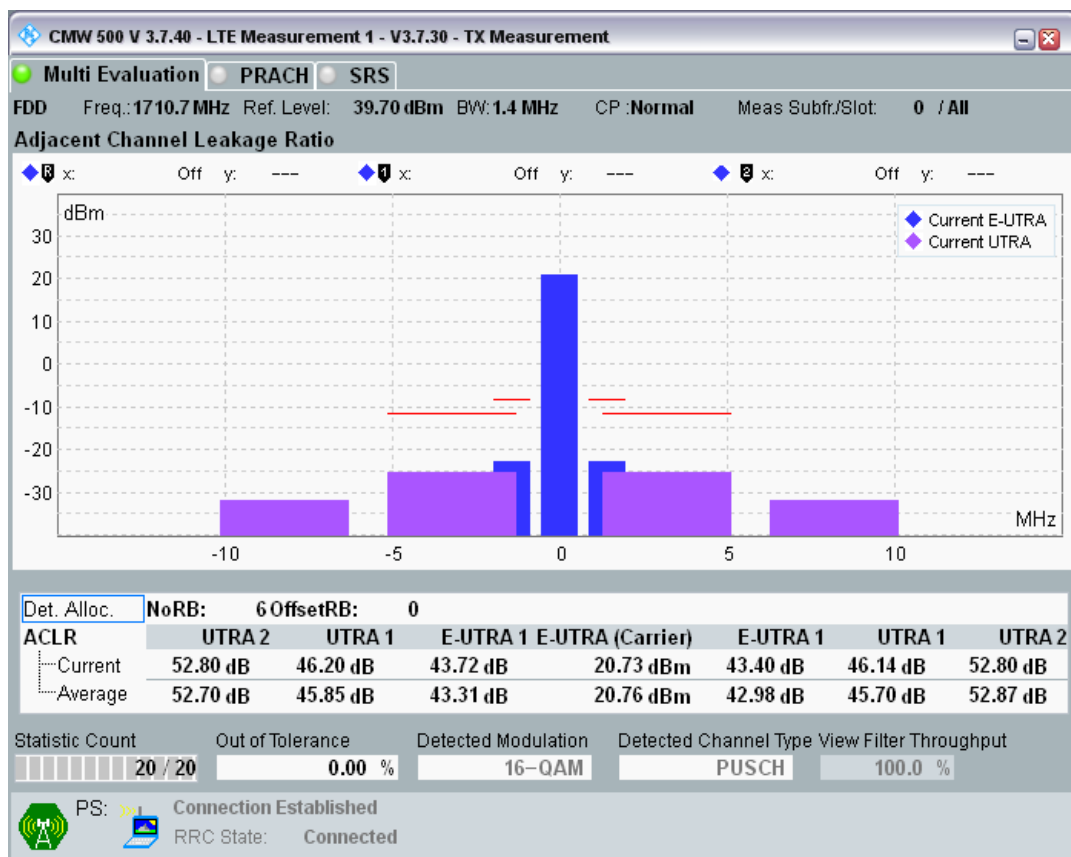 CMW 500 V 3.7.40 - LTE Measurement 1 - V3.7.30 - TX Measurement
Multi Evaluation PRACH SRS
FDD Freq.: 1710.7 MHz Ref. Level: 39.70 dBm BW: 1.4 MHz CP :Normal Meas Subfr./Slot: 0 / All
Adjacent Channel Leakage Ratio
R x: Off y: --- 1 x: Off y: --- 2 x: Off y: ---
dBm
Current E-UTRA
Current UTRA
30
20
10
0
-10
-20
-30
MHz
-10 -5 0 5 10
Det. Alloc. NoRB: 6 OffsetRB: 0
ACLR UTRA 2 UTRA 1 E-UTRA 1 E-UTRA (Carrier) E-UTRA 1 UTRA 1 UTRA 2
Current 52.80 dB 46.20 dB 43.72 dB 20.73 dBm 43.40 dB 46.14 dB 52.80 dB
Average 52.70 dB 45.85 dB 43.31 dB 20.76 dBm 42.98 dB 45.70 dB 52.87 dB
Statistic Count Out of Tolerance Detected Modulation Detected Channel Type View Filter Throughput
20 / 20 0.00 % 16-QAM PUSCH 100.0 %
PS: Connection Established
RRC State: Connected